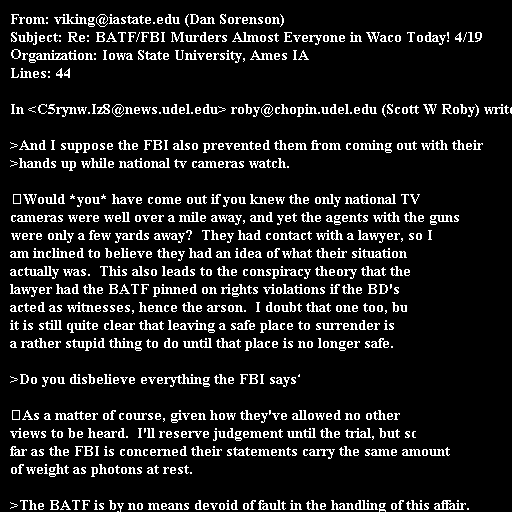 From: viking@iastate.edu (Dan Sorenson)
Subject: Re: BATF/FBI Murders Almost Everyone in Waco Today! 4/19
Organization: Iowa State University, Ames IA
Lines: 44

In <C5rynw.Iz8@news.udel.edu> roby@chopin.udel.edu (Scott W Roby)

>And I suppose the FBI also prevented them from coming out with their
>hands up while national tv cameras watch.

Would *you* have come out if you knew the only national TV
cameras were well over a mile away, and yet the agents with the guns
were only a few yards away?  They had contact with a lawyer, so I
am inclined to believe they had an idea of what their situation
actually was.  This also leads to the conspiracy theory that the
lawyer had the BATF pinned on rights violations if the BD's
acted as witnesses, hence the arson.  I doubt that one too, bu
it is still quite clear that leaving a safe place to surrender is
a rather stupid thing to do until that place is no longer safe.

>Do you disbelieve everything the FBI says

As a matter of course, given how they've allowed no other
views to be heard.  I'll reserve judgement until the trial, but
far as the FBI is concerned their statements carry the same amount
of weight as photons at rest.

>The BATF is by no means devoid of fault in the handling of this affair.